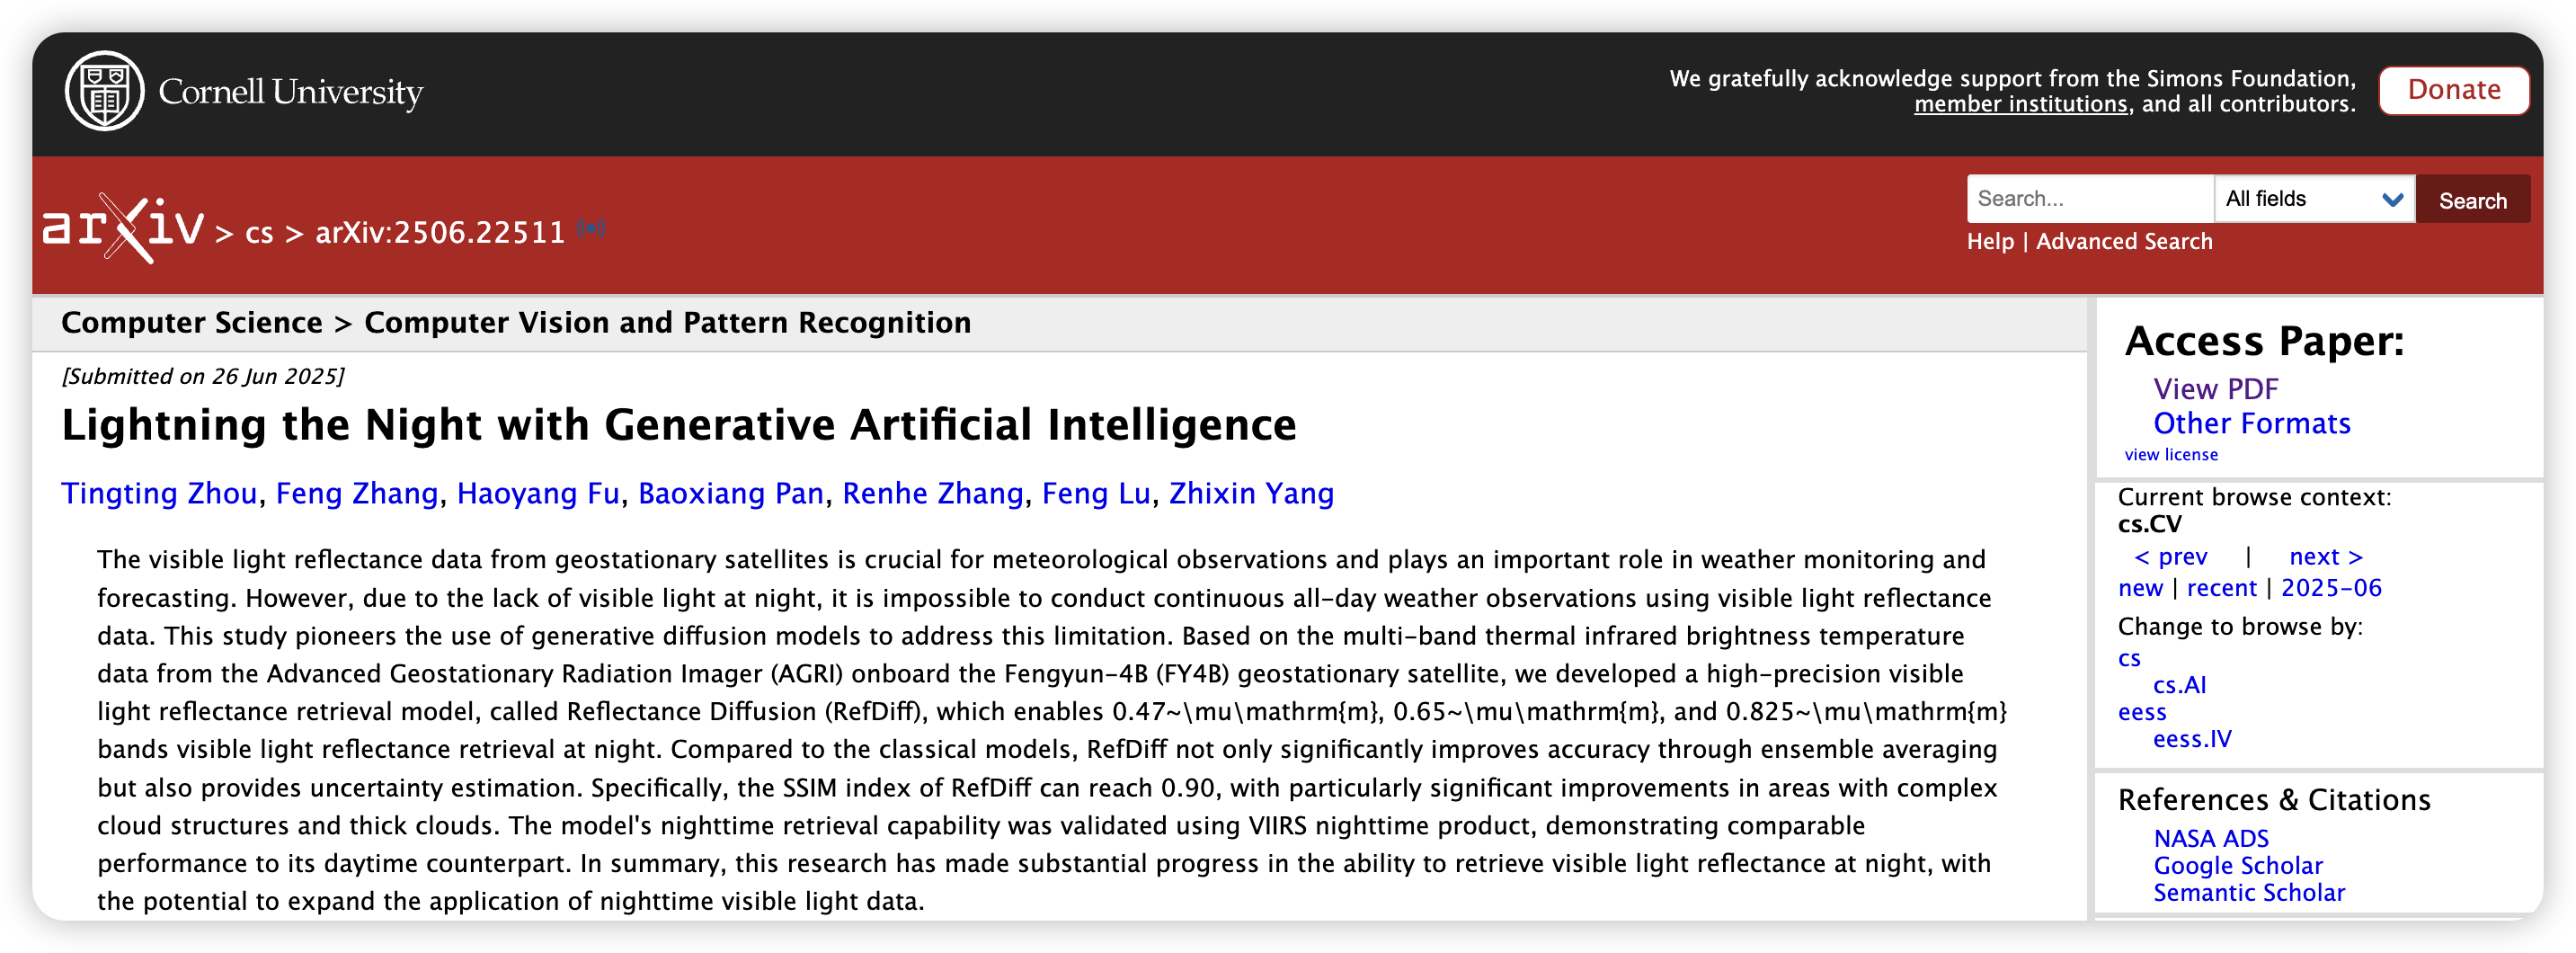 Cornell University
We gratefully acknowledge support from the Simons Foundation,
member institutions, and all contributors.
Donate
arXiv > cs > arXiv:2506.22511
Search...
All fields
Search
Help | Advanced Search
Computer Science > Computer Vision and Pattern Recognition
[Submitted on 26 Jun 2025]
Lightning the Night with Generative Artificial Intelligence
Tingting Zhou, Feng Zhang, Haoyang Fu, Baoxiang Pan, Renhe Zhang, Feng Lu, Zhixin Yang
The visible light reflectance data from geostationary satellites is crucial for meteorological observations and plays an important role in weather monitoring and
forecasting. However, due to the lack of visible light at night, it is impossible to conduct continuous all-day weather observations using visible light reflectance
data. This study pioneers the use of generative diffusion models to address this limitation. Based on the multi-band thermal infrared brightness temperature
data from the Advanced Geostationary Radiation Imager (AGRI) onboard the Fengyun-4B (FY4B) geostationary satellite, we developed a high-precision visible
light reflectance retrieval model, called Reflectance Diffusion (RefDiff), which enables 0.47~\mu\mathrm{m}, 0.65~\mu\mathrm{m}, and 0.825~\mu\mathrm{m}
bands visible light reflectance retrieval at night. Compared to the classical models, RefDiff not only significantly improves accuracy through ensemble averaging
but also provides uncertainty estimation. Specifically, the SSIM index of RefDiff can reach 0.90, with particularly significant improvements in areas with complex
cloud structures and thick clouds. The model's nighttime retrieval capability was validated using VIIRS nighttime product, demonstrating comparable
performance to its daytime counterpart. In summary, this research has made substantial progress in the ability to retrieve visible light reflectance at night, with
the potential to expand the application of nighttime visible light data.
Access Paper:
View PDF
Other Formats
view license
Current browse context:
cs.CV
< prev | next >
new | recent | 2025-06
Change to browse by:
cs
cs.AI
eess
eess.IV
References & Citations
NASA ADS
Google Scholar
Semantic Scholar